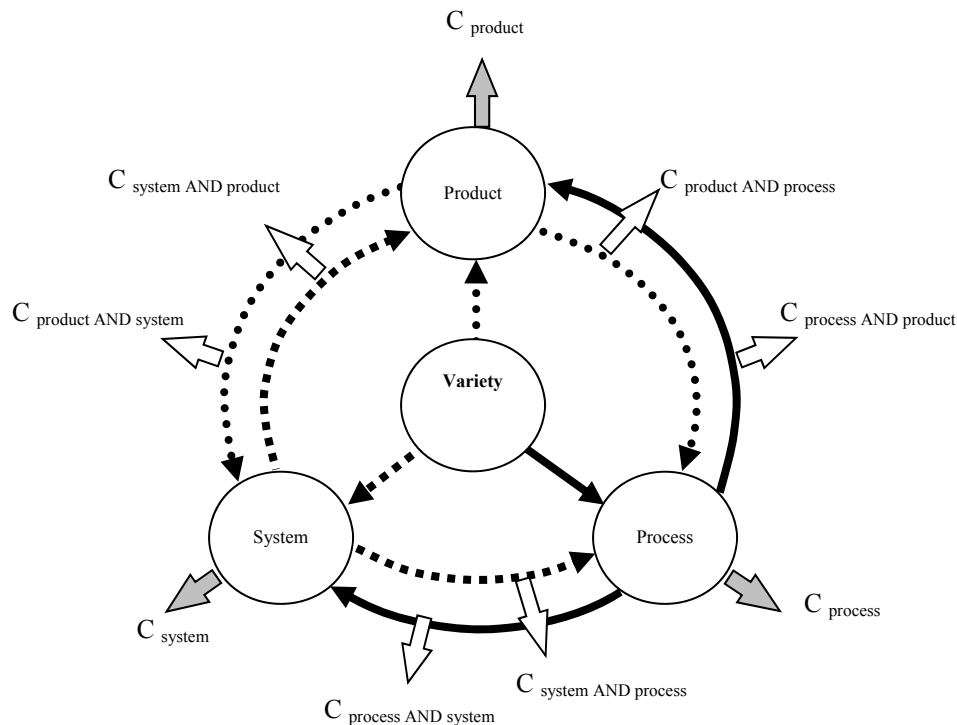 C product
C system AND product
Product
C product AND process
C product AND system
C process AND product
Variety
System
Process
C system
C process
C system AND process
C process AND system